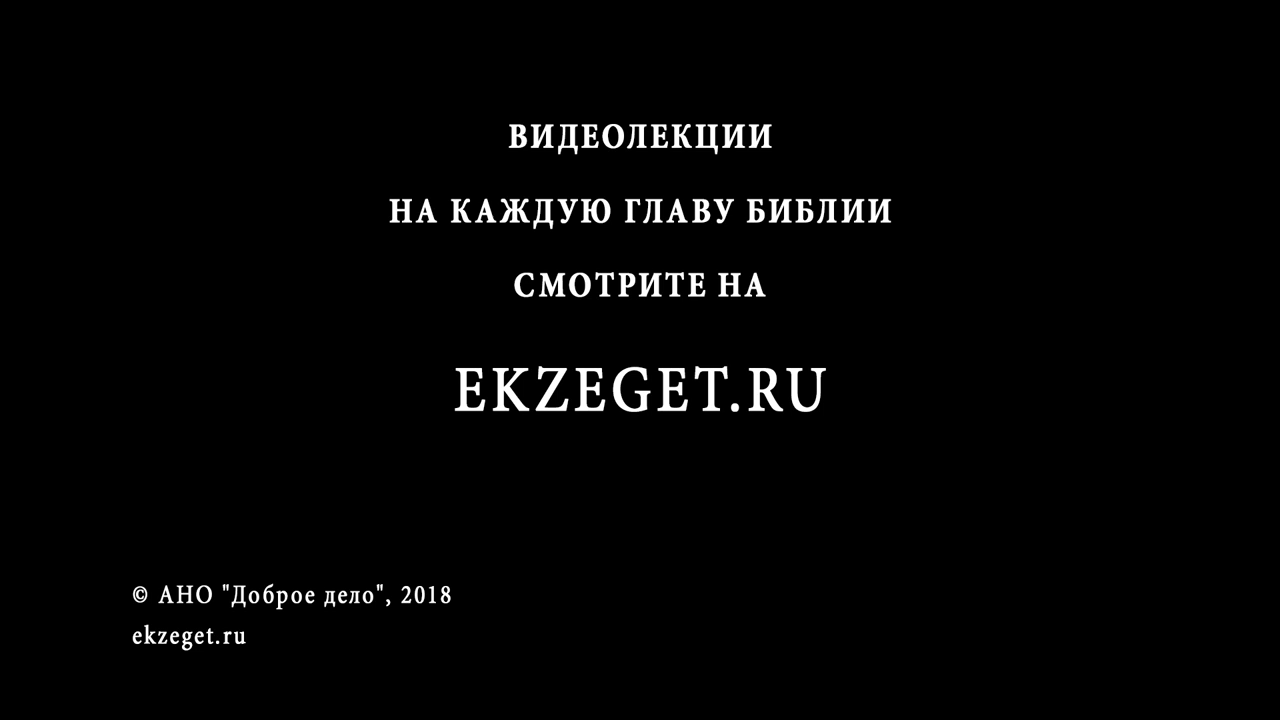 ВИДЕОЛЕКЦИИ
НА КАЖДУЮ ГЛАВУ БИБЛИИ
СМОТРИТЕ НА
EKZEGET.RU
© АНО "Доброе дело", 2018
ekzeget.ru